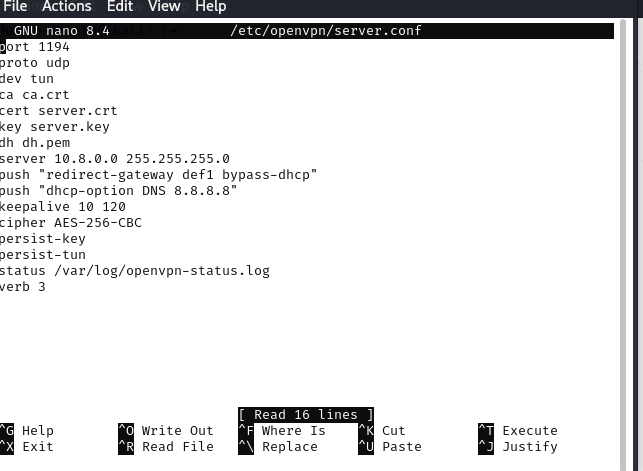 File Actions Edit View Help
GNU nano 8.4 /etc/openvpn/server.conf
port 1194
proto udp
dev tun
ca ca.crt
cert server.crt
key server.key
dh dh.pem
server 10.8.0.0 255.255.255.0
push "redirect-gateway def1 bypass-dhcp"
push "dhcp-option DNS 8.8.8.8"
keepalive 10 120
cipher AES-256-CBC
persist-key
persist-tun
status /var/log/openvpn-status.log
verb 3
[ Read 16 lines ]
^G Help ^O Write Out ^F Where Is ^K Cut ^T Execute
^X Exit ^R Read File ^\ Replace ^U Paste ^J Justify